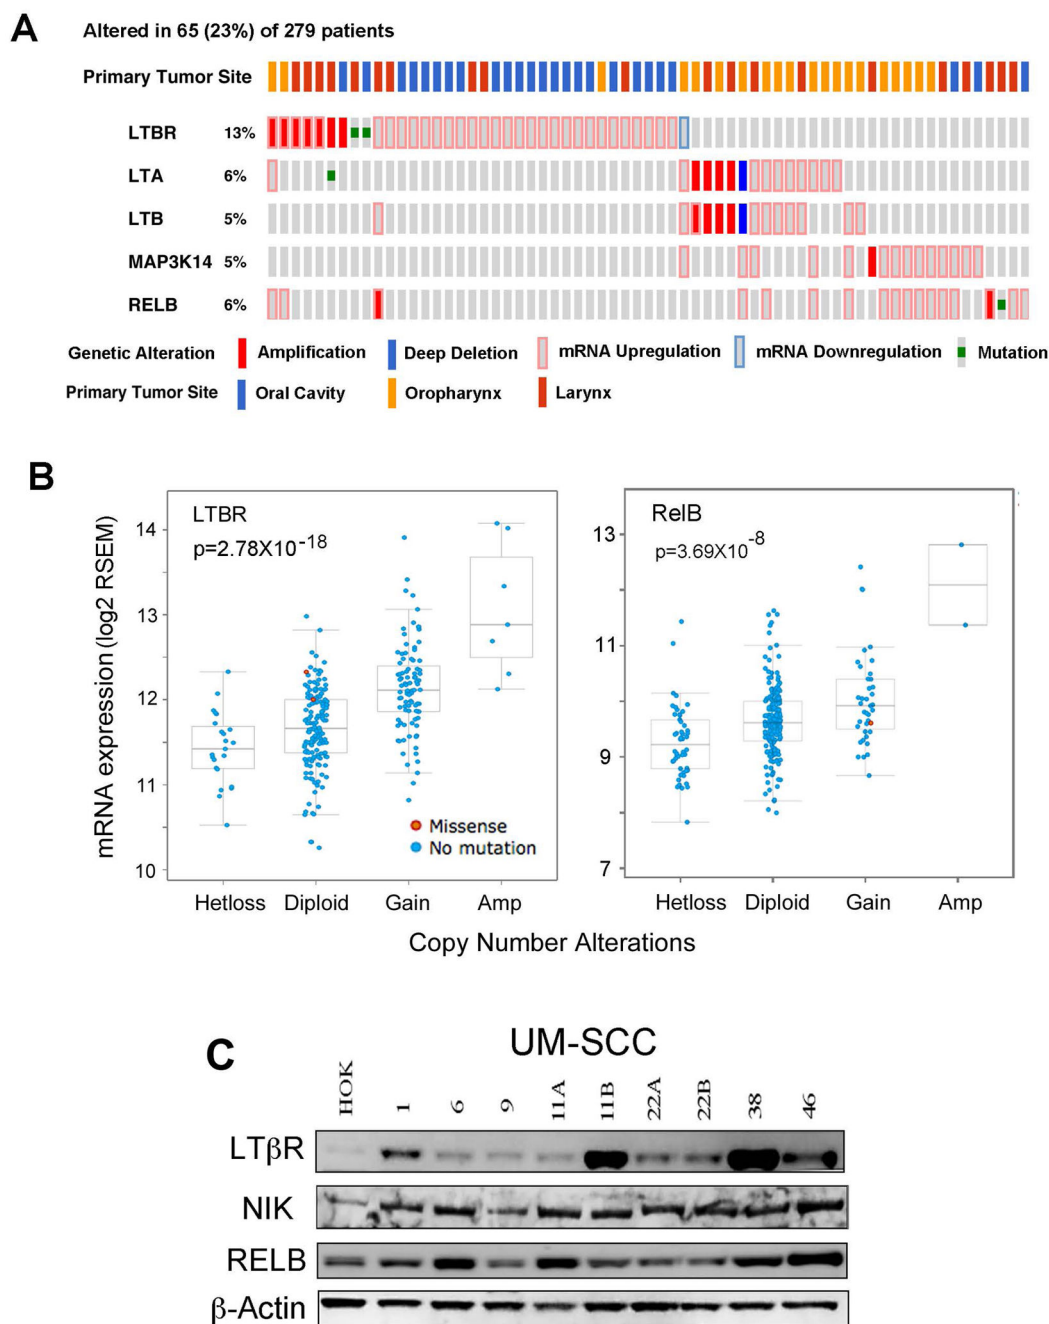 A
Altered in 65 (23%) of 279 patients
Primary Tumor Site
LTBR 13%
LTA 6%
LTB 5%
MAP3K14 5%
RELB 6%
Genetic Alteration Amplification Deep Deletion mRNA Upregulation mRNA Downregulation Mutation
Primary Tumor Site Oral Cavity Oropharynx Larynx
B
mRNA expression (log2 RSEM)
LTBR
p=2.78X10⁻¹⁸
14
13
12
11
10
Missense
No mutation
Hetloss Diploid Gain Amp
RelB
p=3.69X10⁻⁸
13
11
9
7
Hetloss Diploid Gain Amp
Copy Number Alterations
C
UM-SCC
HOK 1 6 9 11A 11B 22A 22B 38 46
LTβR
NIK
RELB
β-Actin